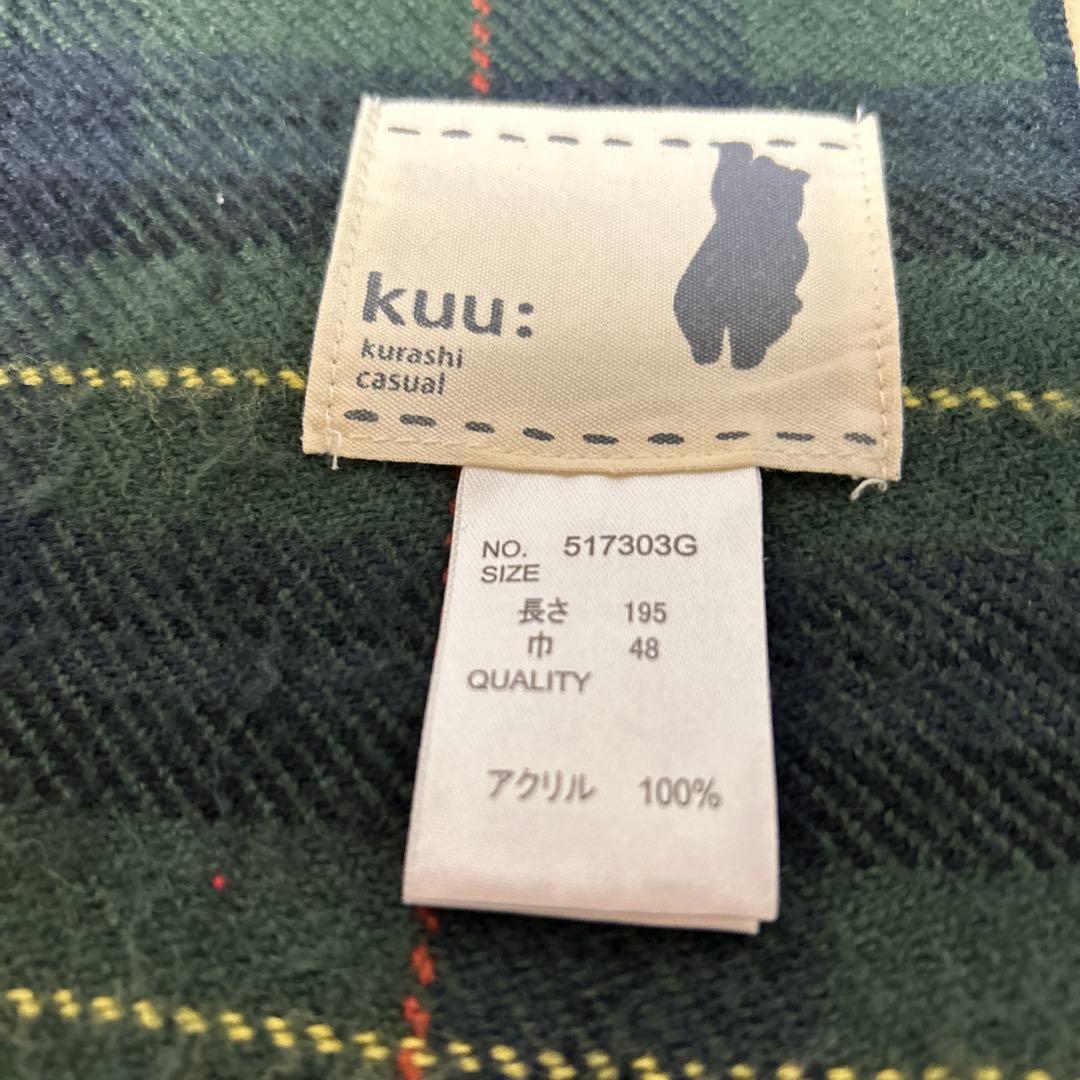 kuu:
kurashi
casual
NO. 517303G
SIZE
長さ 195
巾 48
QUALITY
アクリル 100%